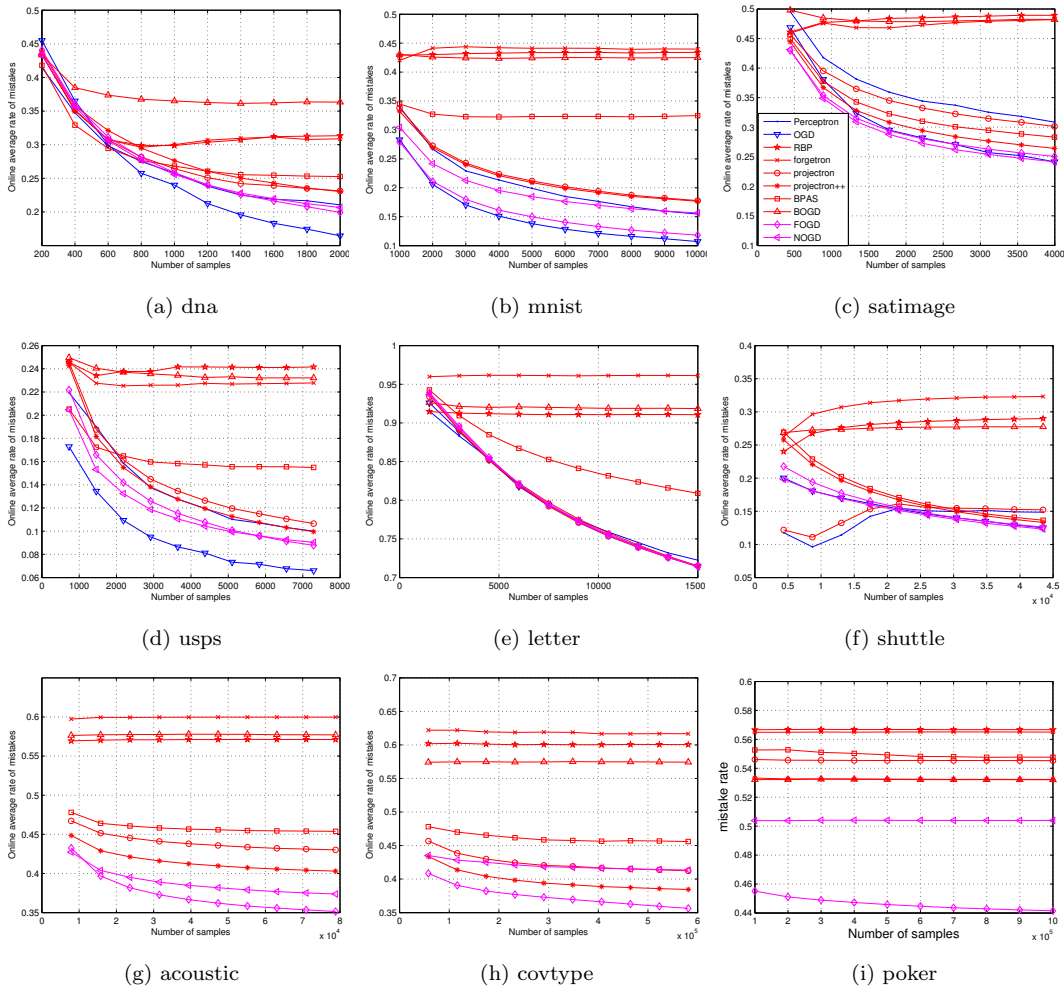 0.5
0.45
0.4
0.35
0.3
0.25
0.2
Online average rate of mistakes
200 400 600 800 1000 1200 1400 1600 1800 2000
Number of samples
(a) dna
0.5
0.45
0.4
0.35
0.3
0.25
0.2
0.15
0.1
Online average rate of mistakes
1000 2000 3000 4000 5000 6000 7000 8000 9000 10000
Number of samples
(b) mnist
0.5
0.45
0.4
0.35
0.3
0.25
0.2
0.15
0.1
Online average rate of mistakes
Perceptron
OGD
RBP
forgetron
projectron
projectron++
BPAS
BOGD
FOGD
NOGD
0 500 1000 1500 2000 2500 3000 3500 4000
Number of samples
(c) satimage
0.26
0.24
0.22
0.2
0.18
0.16
0.14
0.12
0.1
0.08
0.06
Online average rate of mistakes
0 1000 2000 3000 4000 5000 6000 7000 8000
Number of samples
(d) usps
1
0.95
0.9
0.85
0.8
0.75
0.7
Online average rate of mistakes
0 4500 10000 1500
Number of samples
(e) letter
0.4
0.35
0.3
0.25
0.2
0.15
0.1
0.05
Online average rate of mistakes
0 0.5 1 1.5 2 2.5 3 3.5 4 4.5
Number of samples
x 10⁴
(f) shuttle
0.6
0.55
0.5
0.45
0.4
0.35
Online average rate of mistakes
0 2 4 6 8
Number of samples
x 10⁴
(g) acoustic
0.7
0.65
0.6
0.55
0.5
0.45
0.4
0.35
Online average rate of mistakes
0 1 2 3 4 5 6
Number of samples
x 10⁵
(h) covtype
0.6
0.58
0.56
0.54
0.52
0.5
0.48
0.46
0.44
mistake rate
1 2 3 4 5 6 7 8 9 10
Number of samples
x 10⁵
(i) poker